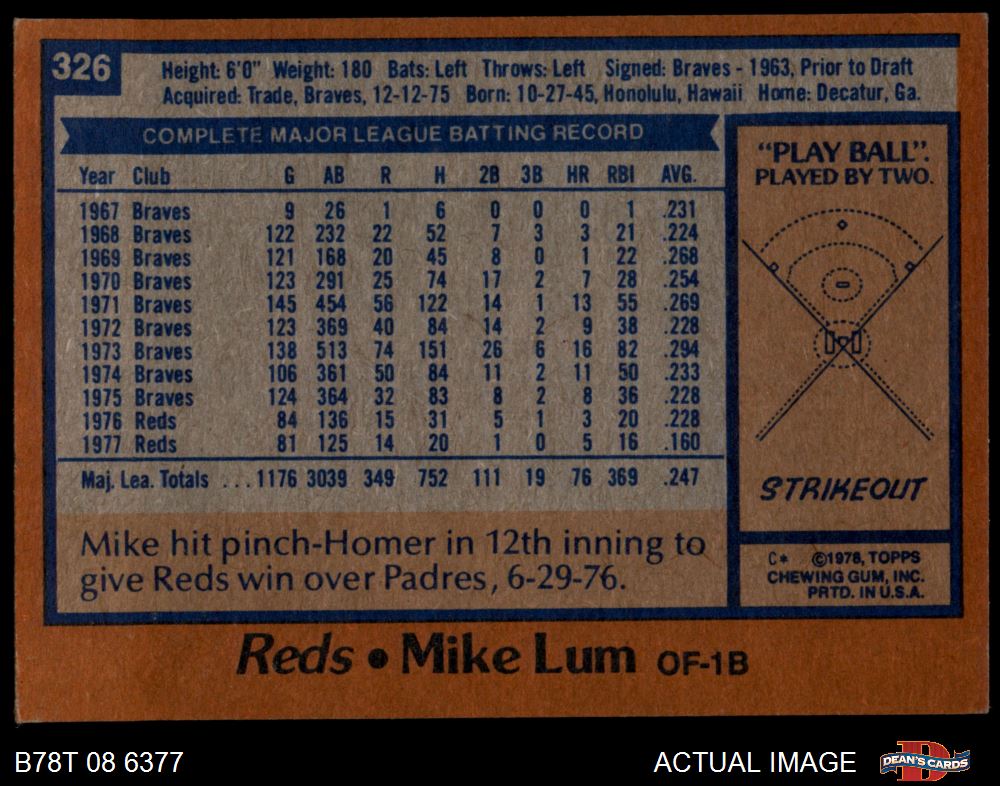 326
Height: 6'0" Weight: 180 Bats: Left Throws: Left Signed: Braves - 1963, Prior to Draft
Acquired: Trade, Braves, 12-12-75 Born: 10-27-45, Honolulu, Hawaii Home: Decatur, Ga.
COMPLETE MAJOR LEAGUE BATTING RECORD
Year Club G AB R H 2B 3B HR RBI AVG.
1967 Braves 9 26 1 6 0 0 0 1 .231
1968 Braves 122 232 22 52 7 3 3 21 .224
1969 Braves 121 168 20 45 8 0 1 22 .268
1970 Braves 123 291 25 74 17 2 7 28 .254
1971 Braves 145 454 56 122 14 1 13 55 .269
1972 Braves 123 369 40 84 14 2 9 38 .228
1973 Braves 138 513 74 151 26 6 16 82 .294
1974 Braves 106 361 50 84 11 2 11 50 .233
1975 Braves 124 364 32 83 8 2 8 36 .228
1976 Reds 84 136 15 31 5 1 3 20 .228
1977 Reds 81 125 14 20 1 0 5 16 .160
Maj. Lea. Totals ... 1176 3039 349 752 111 19 76 369 .247
Mike hit pinch-Homer in 12th inning to
give Reds win over Padres, 6-29-76.
"PLAY BALL".
PLAYED BY TWO.
STRIKEOUT
C* ©1978, TOPPS
CHEWING GUM, INC.
PRTD. IN U.S.A.
Reds • Mike Lum OF-1B
B78T 08 6377
ACTUAL IMAGE
DEAN'S CARDS